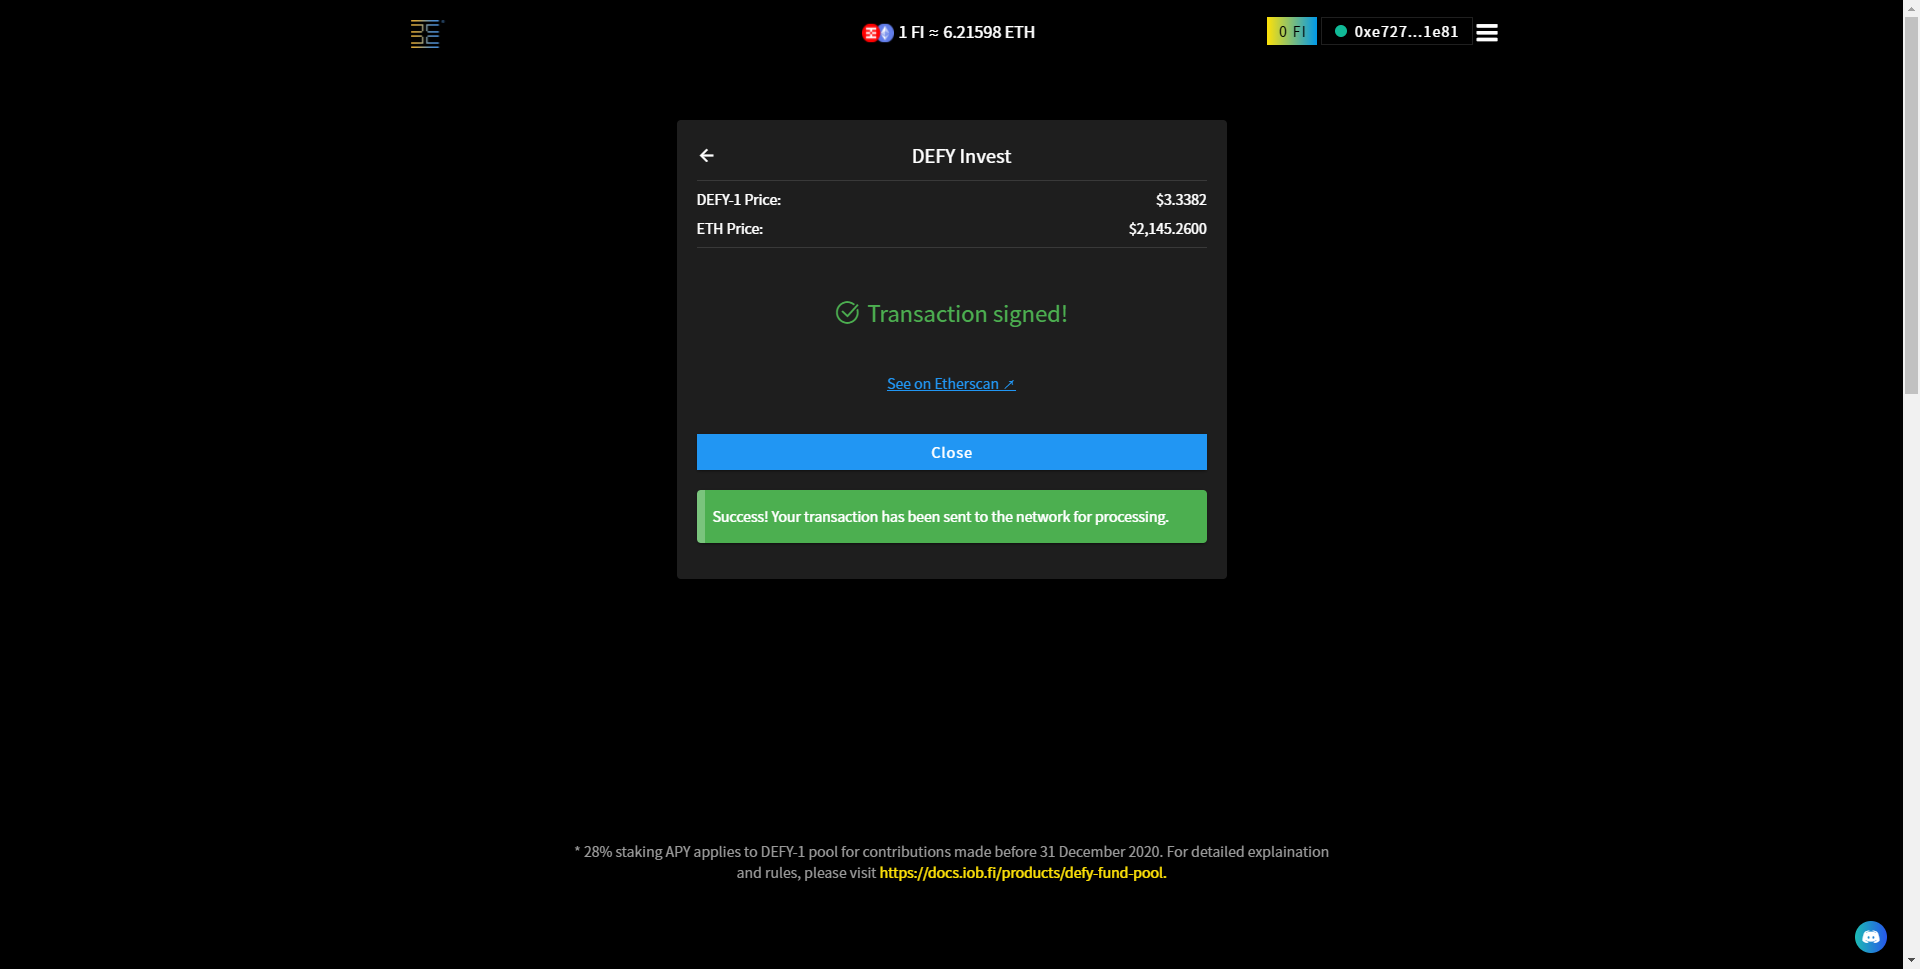 1 FI ≈ 6.21598 ETH
0 FI
0xe727...1e81
DEFY Invest
DEFY-1 Price: $3.3382
ETH Price: $2,145.2600
Transaction signed!
See on Etherscan ↗
Close
Success! Your transaction has been sent to the network for processing.
* 28% staking APY applies to DEFY-1 pool for contributions made before 31 December 2020. For detailed explaination
and rules, please visit https://docs.iob.fi/products/defy-fund-pool.